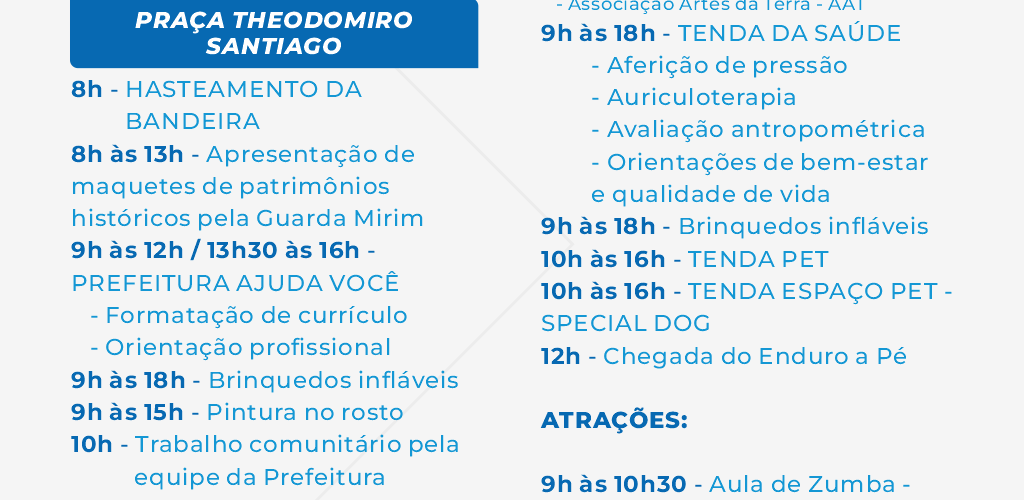 PRAÇA THEODOMIRO
SANTIAGO
8h - HASTEAMENTO DA
BANDEIRA
8h às 13h - Apresentação de
maquetes de patrimônios
históricos pela Guarda Mirim
9h às 12h / 13h30 às 16h -
PREFEITURA AJUDA VOCÊ
- Formatação de currículo
- Orientação profissional
9h às 18h - Brinquedos infláveis
9h às 15h - Pintura no rosto
10h - Trabalho comunitário pela
equipe da Prefeitura
- Associação Artes da Terra - AAT
9h às 18h - TENDA DA SAÚDE
- Aferição de pressão
- Auriculoterapia
- Avaliação antropométrica
- Orientações de bem-estar
e qualidade de vida
9h às 18h - Brinquedos infláveis
10h às 16h - TENDA PET
10h às 16h - TENDA ESPAÇO PET -
SPECIAL DOG
12h - Chegada do Enduro a Pé
ATRAÇÕES:
9h às 10h30 - Aula de Zumba -